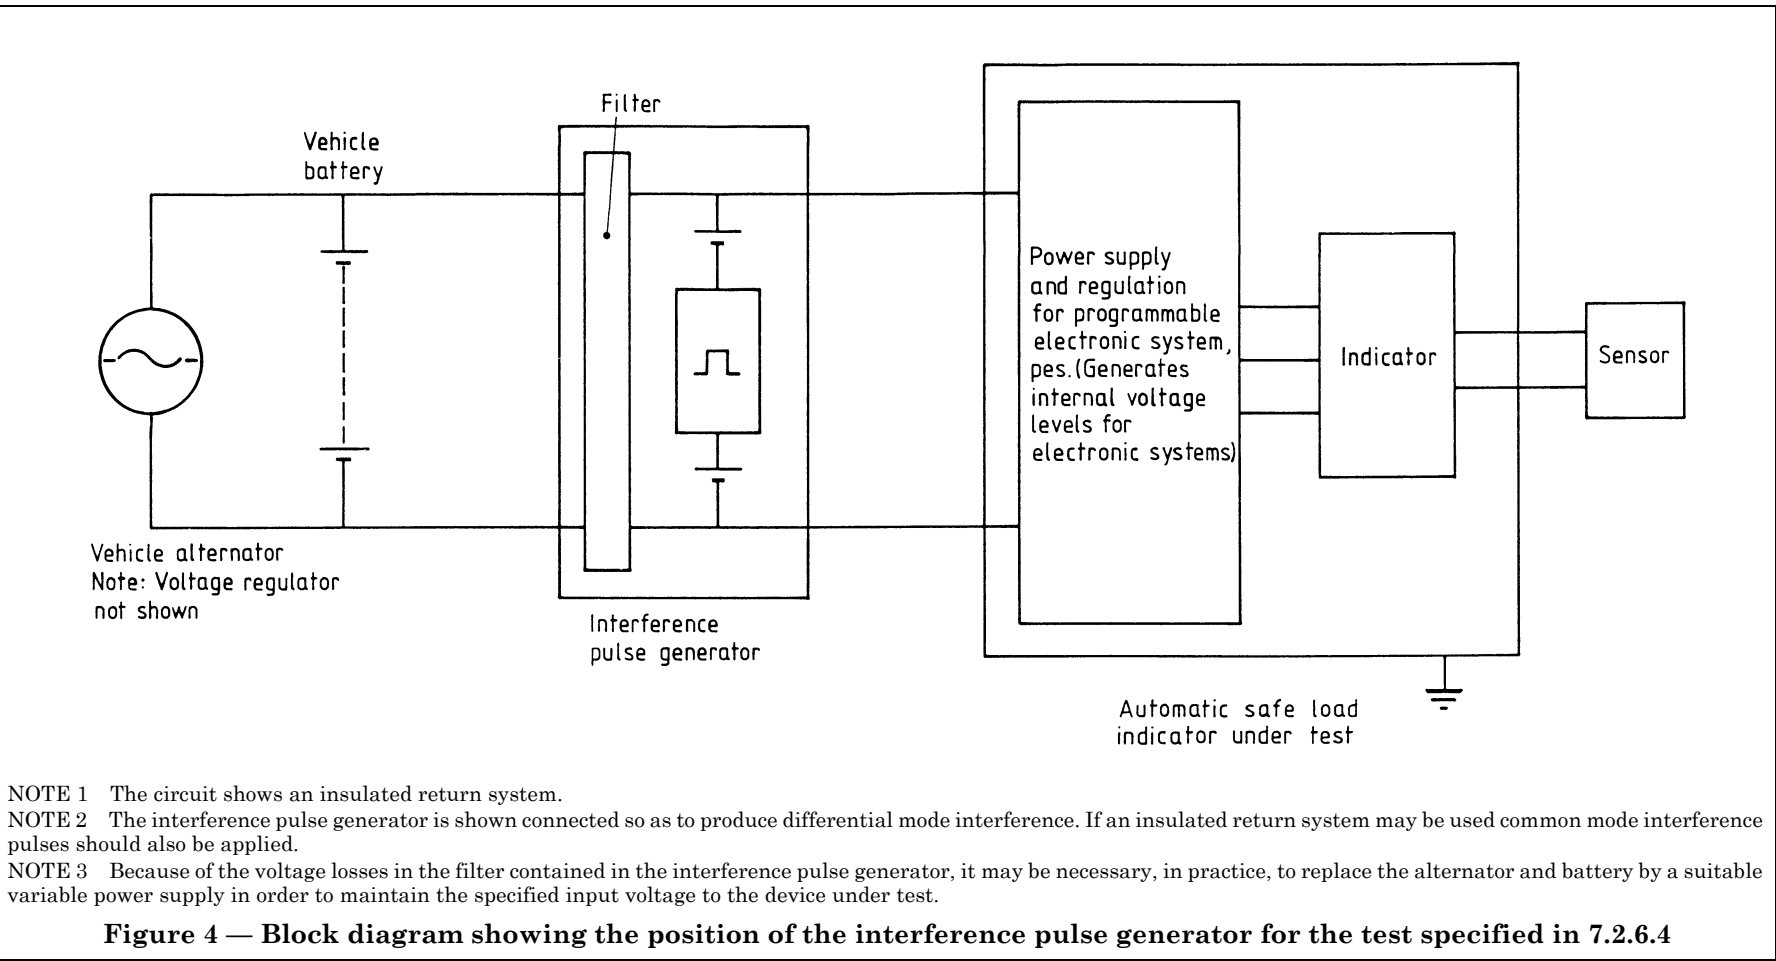 Filter
Vehicle
battery
Power supply
and regulation
for programmable
electronic system,
pes.(Generates
internal voltage
levels for
electronic systems)
Indicator
Sensor
Vehicle alternator
Note: Voltage regulator
not shown
Interference
pulse generator
Automatic safe load
indicator under test
NOTE 1 The circuit shows an insulated return system.
NOTE 2 The interference pulse generator is shown connected so as to produce differential mode interference. If an insulated return system may be used common mode interference
pulses should also be applied.
NOTE 3 Because of the voltage losses in the filter contained in the interference pulse generator, it may be necessary, in practice, to replace the alternator and battery by a suitable
variable power supply in order to maintain the specified input voltage to the device under test.
Figure 4 — Block diagram showing the position of the interference pulse generator for the test specified in 7.2.6.4